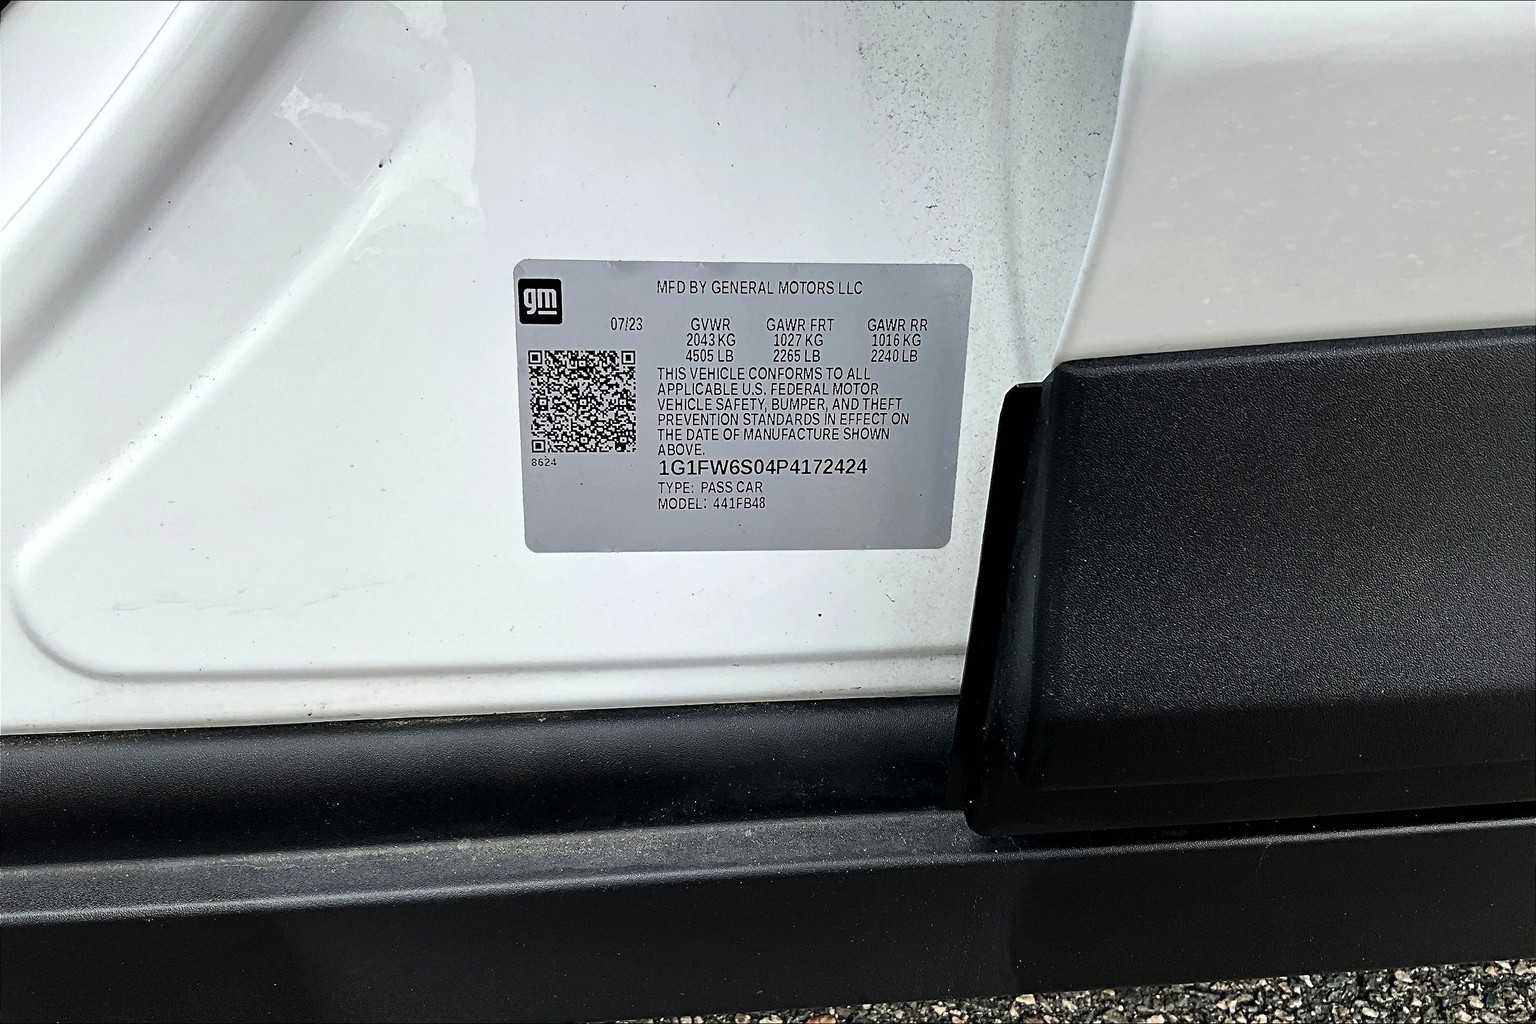 gm
MFD BY GENERAL MOTORS LLC
07/23 GVWR GAWR FRT GAWR RR
2043 KG 1027 KG 1016 KG
4505 LB 2265 LB 2240 LB
THIS VEHICLE CONFORMS TO ALL
APPLICABLE U.S. FEDERAL MOTOR
VEHICLE SAFETY, BUMPER, AND THEFT
PREVENTION STANDARDS IN EFFECT ON
THE DATE OF MANUFACTURE SHOWN
ABOVE.
8624
1G1FW6S04P4172424
TYPE: PASS CAR
MODEL: 441FB48